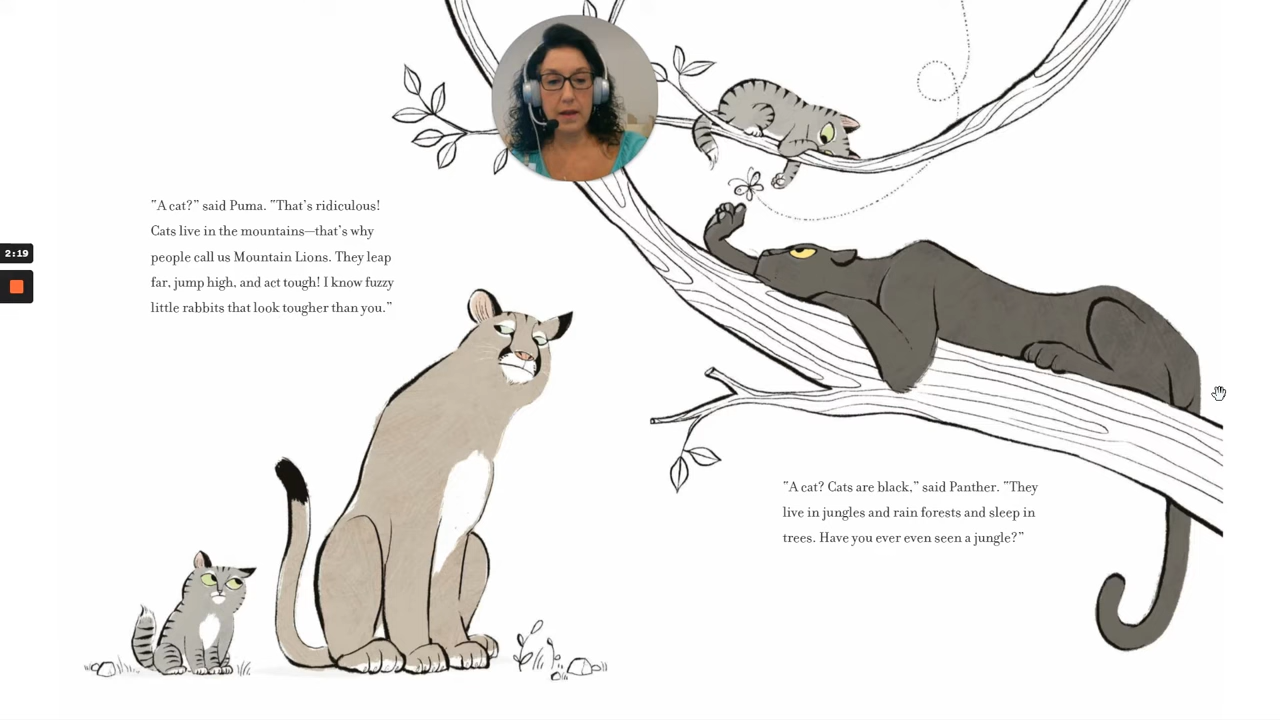 "A cat?" said Puma. "That's ridiculous!
Cats live in the mountains—that's why
people call us Mountain Lions. They leap
far, jump high, and act tough! I know fuzzy
little rabbits that look tougher than you."
2:19
"A cat? Cats are black," said Panther. "They
live in jungles and rain forests and sleep in
trees. Have you ever even seen a jungle?"